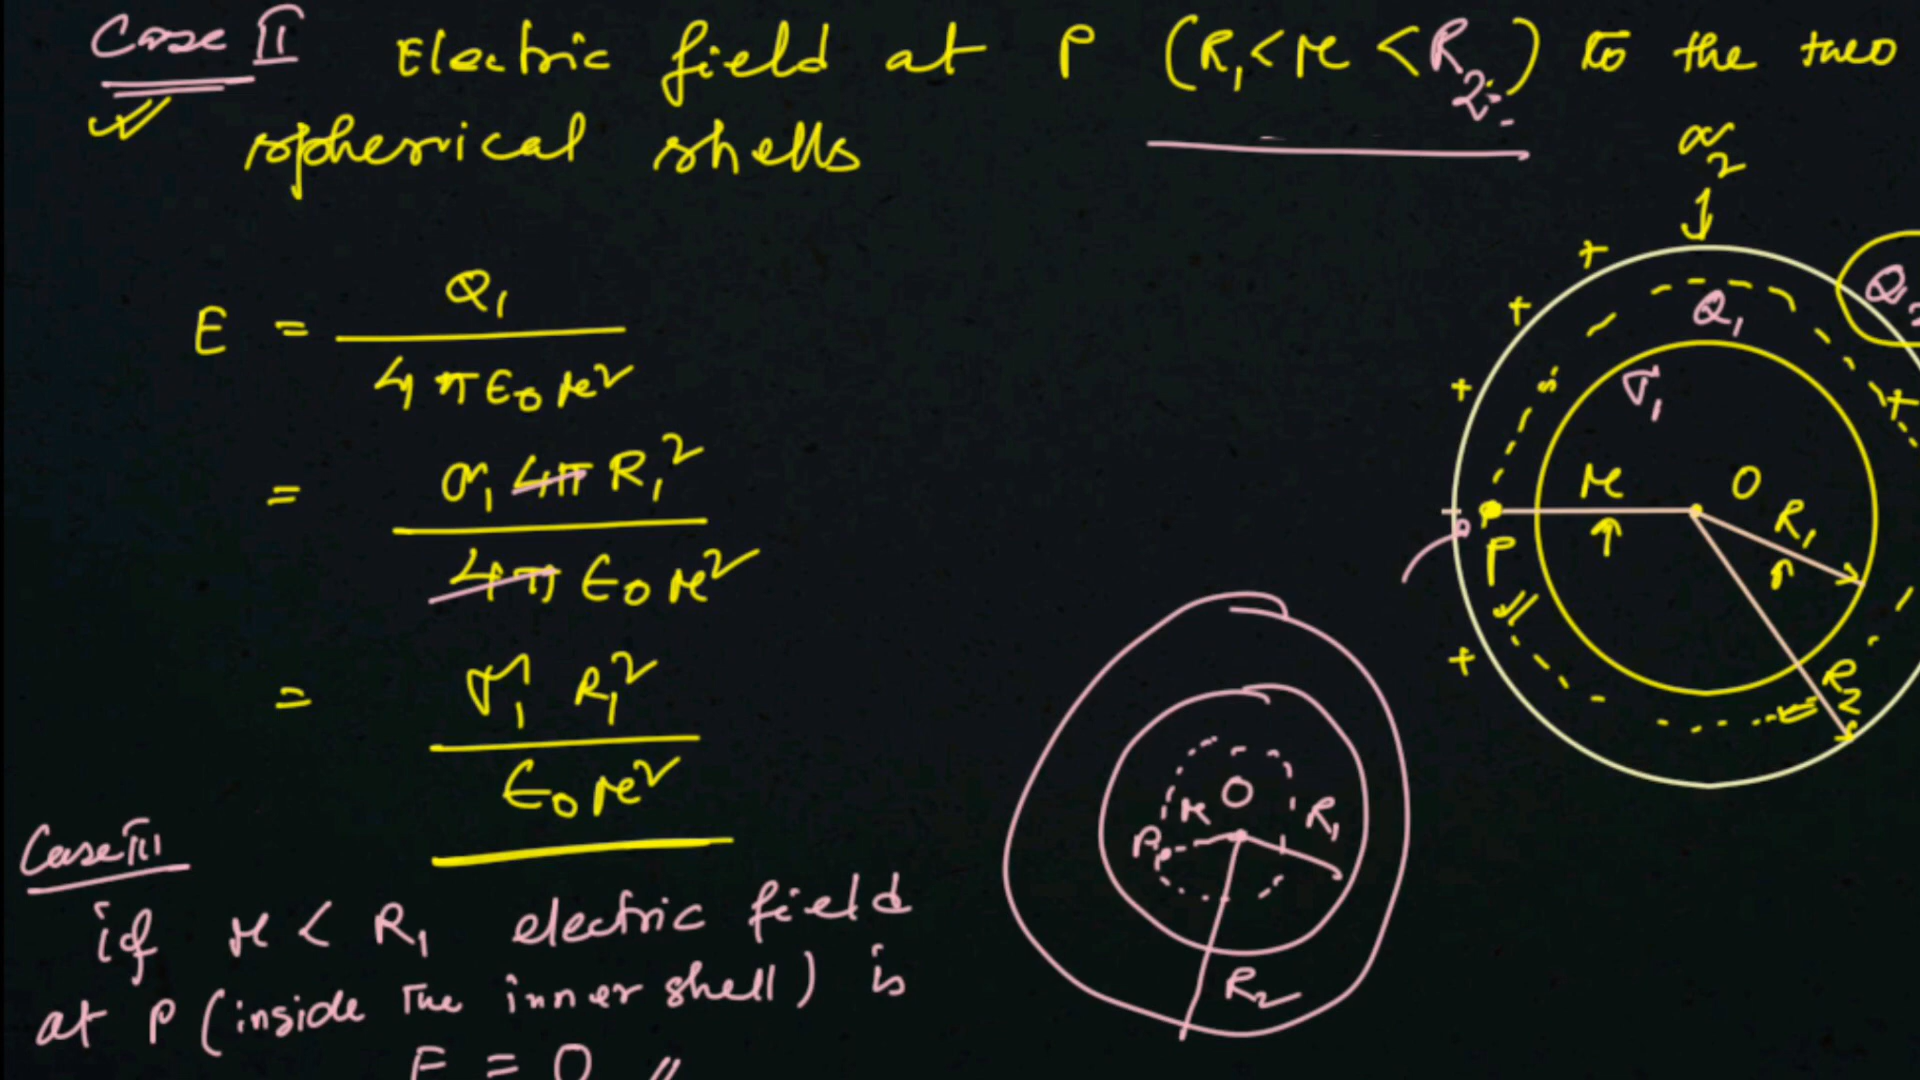 Case II Electric field at P (R₁ < r < R₂) to the two
spherical shells
E = Q₁ / 4πϵ₀r²
= σ₁ 4π R₁² / 4π ϵ₀ r²
= σ₁ R₁² / ϵ₀ r²
Case III
if r < R₁ electric field
at P (inside the inner shell) is
E = 0 //
σ₂
Q₂
Q₁
σ₁
r O R₁
P
R₂
O
r R₁
P
R₂